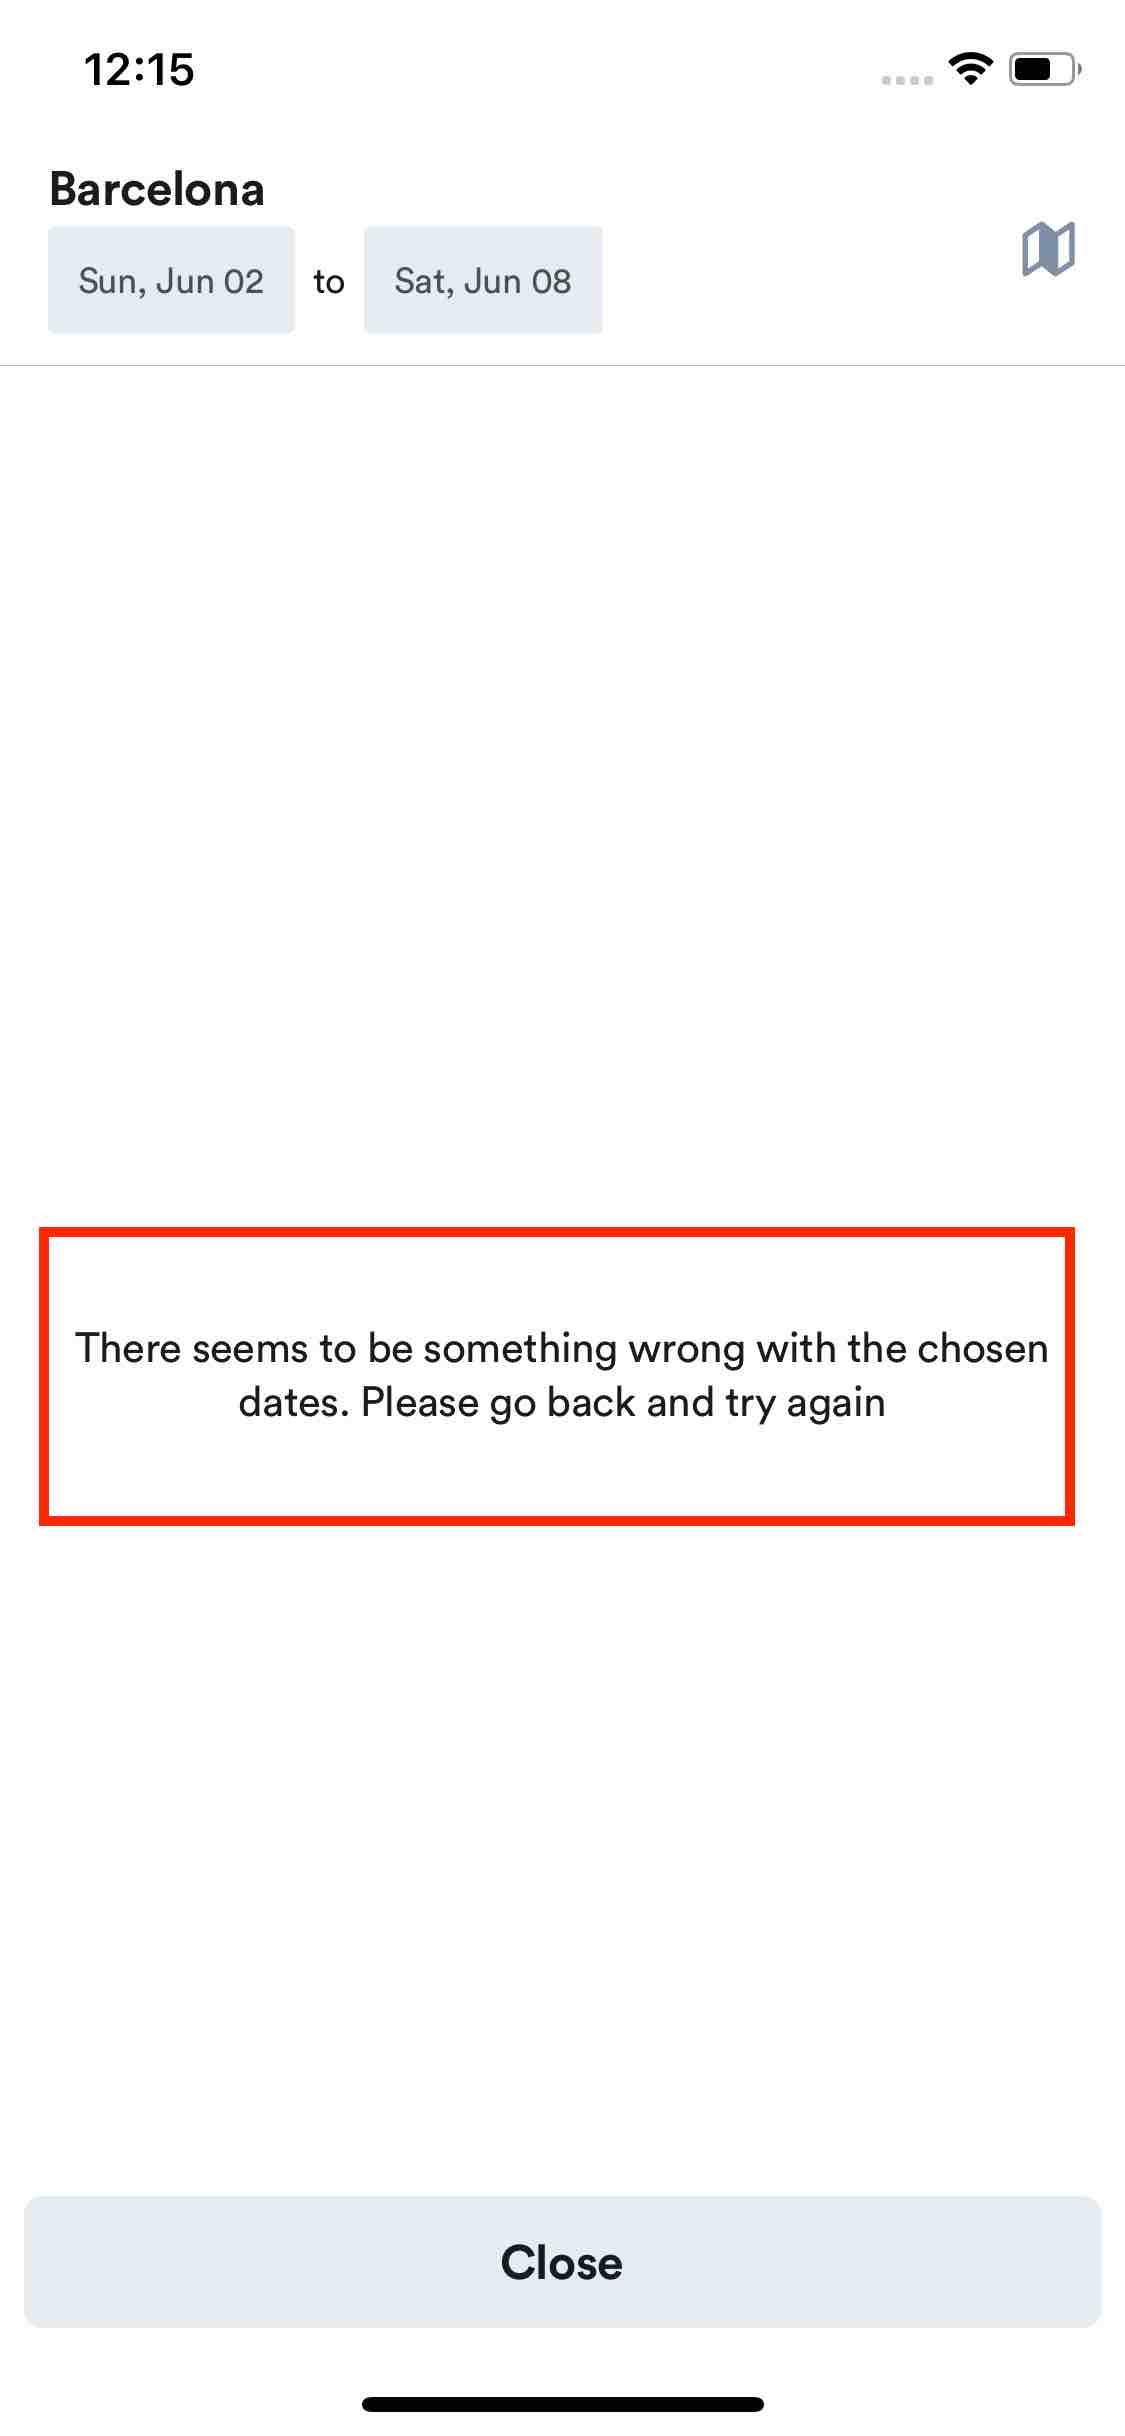 12:15
Barcelona
Sun, Jun 02 to Sat, Jun 08
There seems to be something wrong with the chosen
dates. Please go back and try again
Close